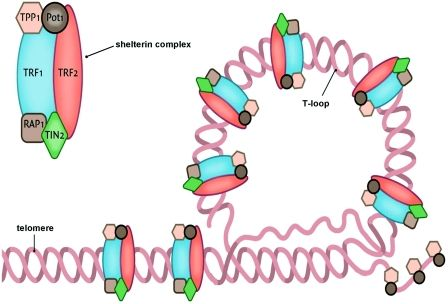 TPP1 Pot1
TRF1 TRF2
RAP1
TIN2
shelterin complex
T-loop
telomere